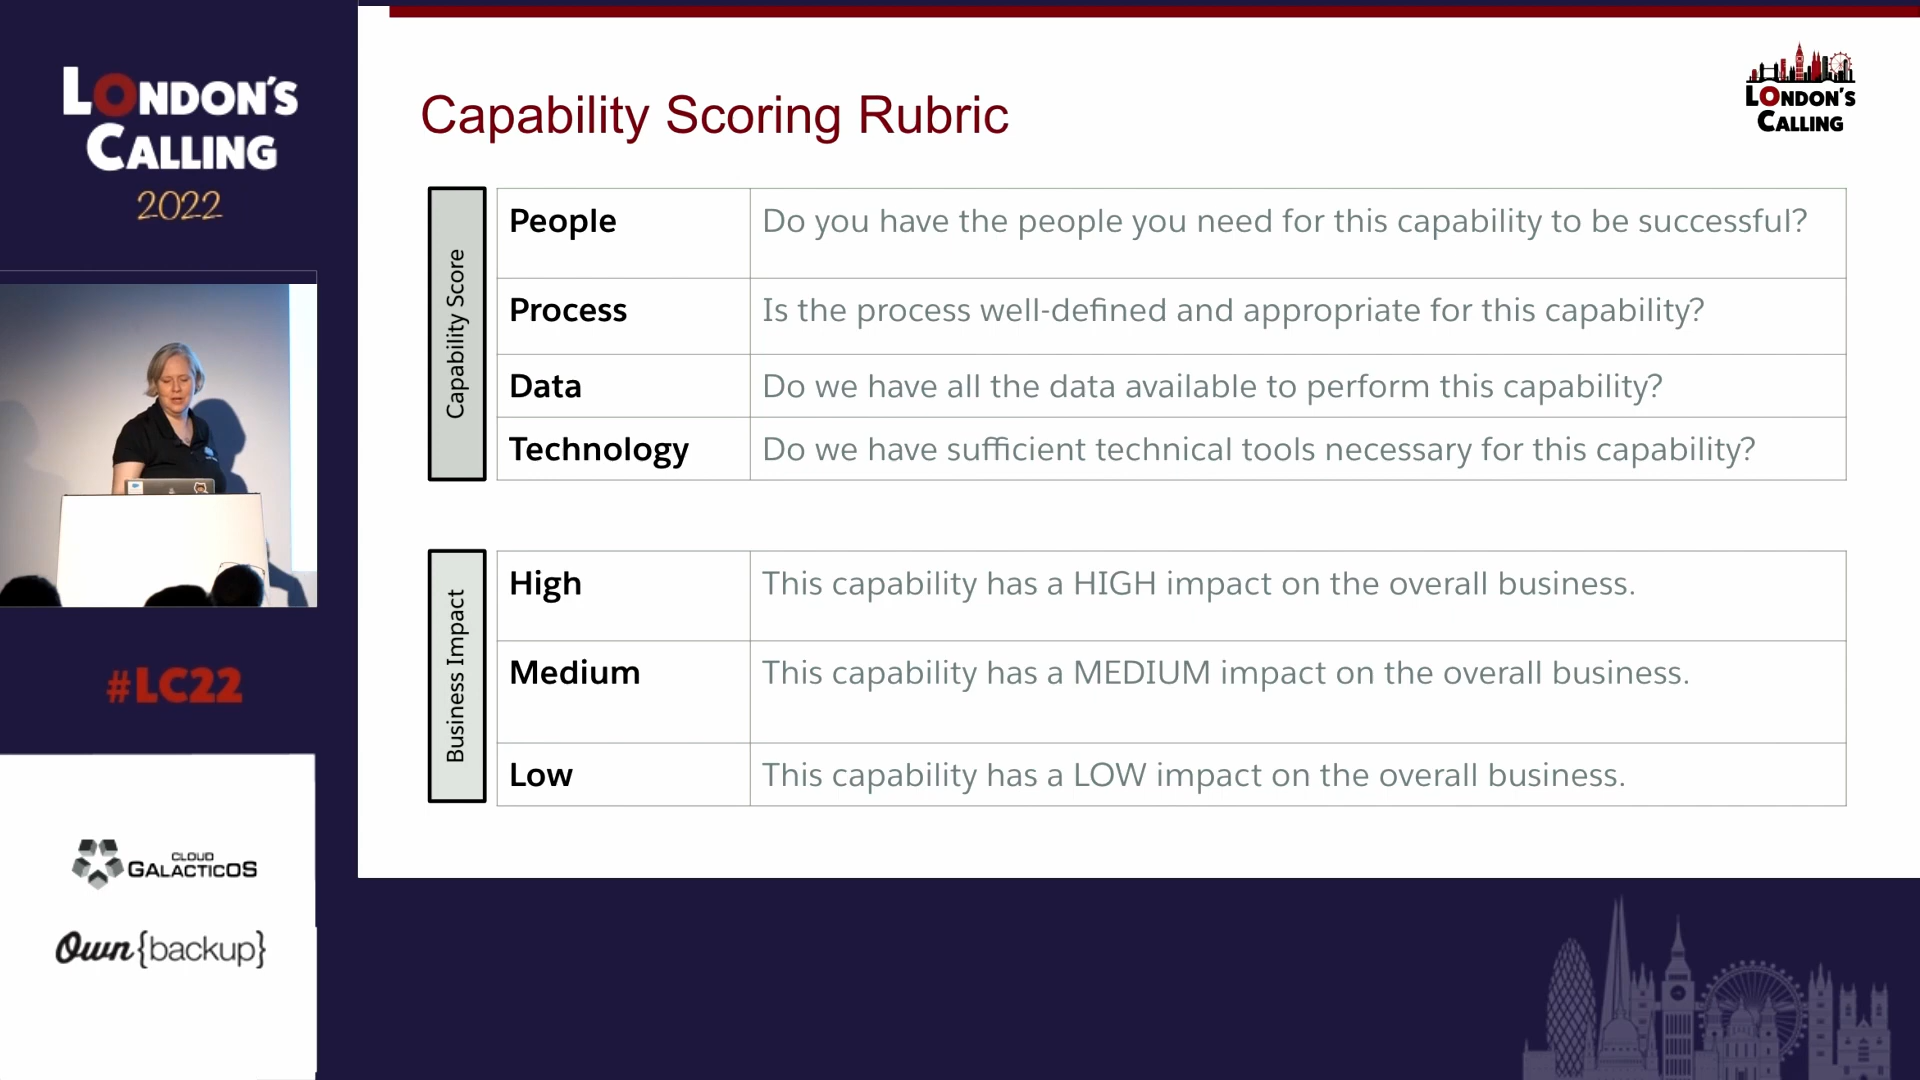 LONDON'S
CALLING
2022
#LC22
CLOUD
GALACTICOS
Own{backup}
Capability Scoring Rubric
LONDON'S
CALLING
Capability Score
People
Do you have the people you need for this capability to be successful?
Process
Is the process well-defined and appropriate for this capability?
Data
Do we have all the data available to perform this capability?
Technology
Do we have sufficient technical tools necessary for this capability?
Business Impact
High
This capability has a HIGH impact on the overall business.
Medium
This capability has a MEDIUM impact on the overall business.
Low
This capability has a LOW impact on the overall business.